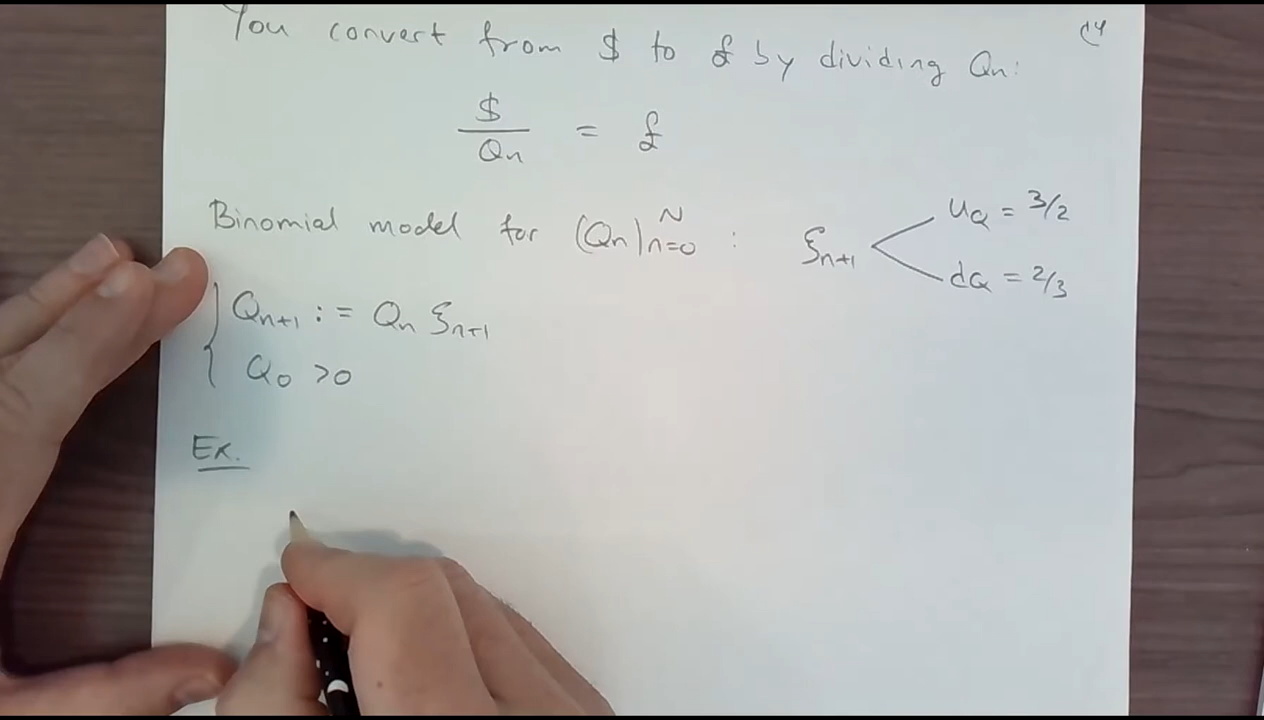 You convert from $ to £ by dividing Qn:
$ / Qn = £
Binomial model for (Qn)_{n=0}^{N} : ξ_{n+1} < u_Q = 3/2
d_Q = 2/3
{ Q_{n+1} := Qn ξ_{n+1}
Q_0 > 0
Ex.